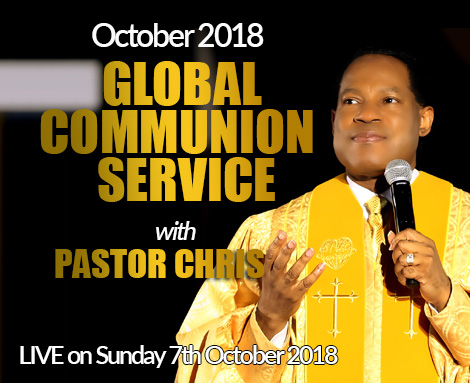 October 2018
GLOBAL
COMMUNION
SERVICE
with
PASTOR CHRIS
LIVE on Sunday 7th October 2018